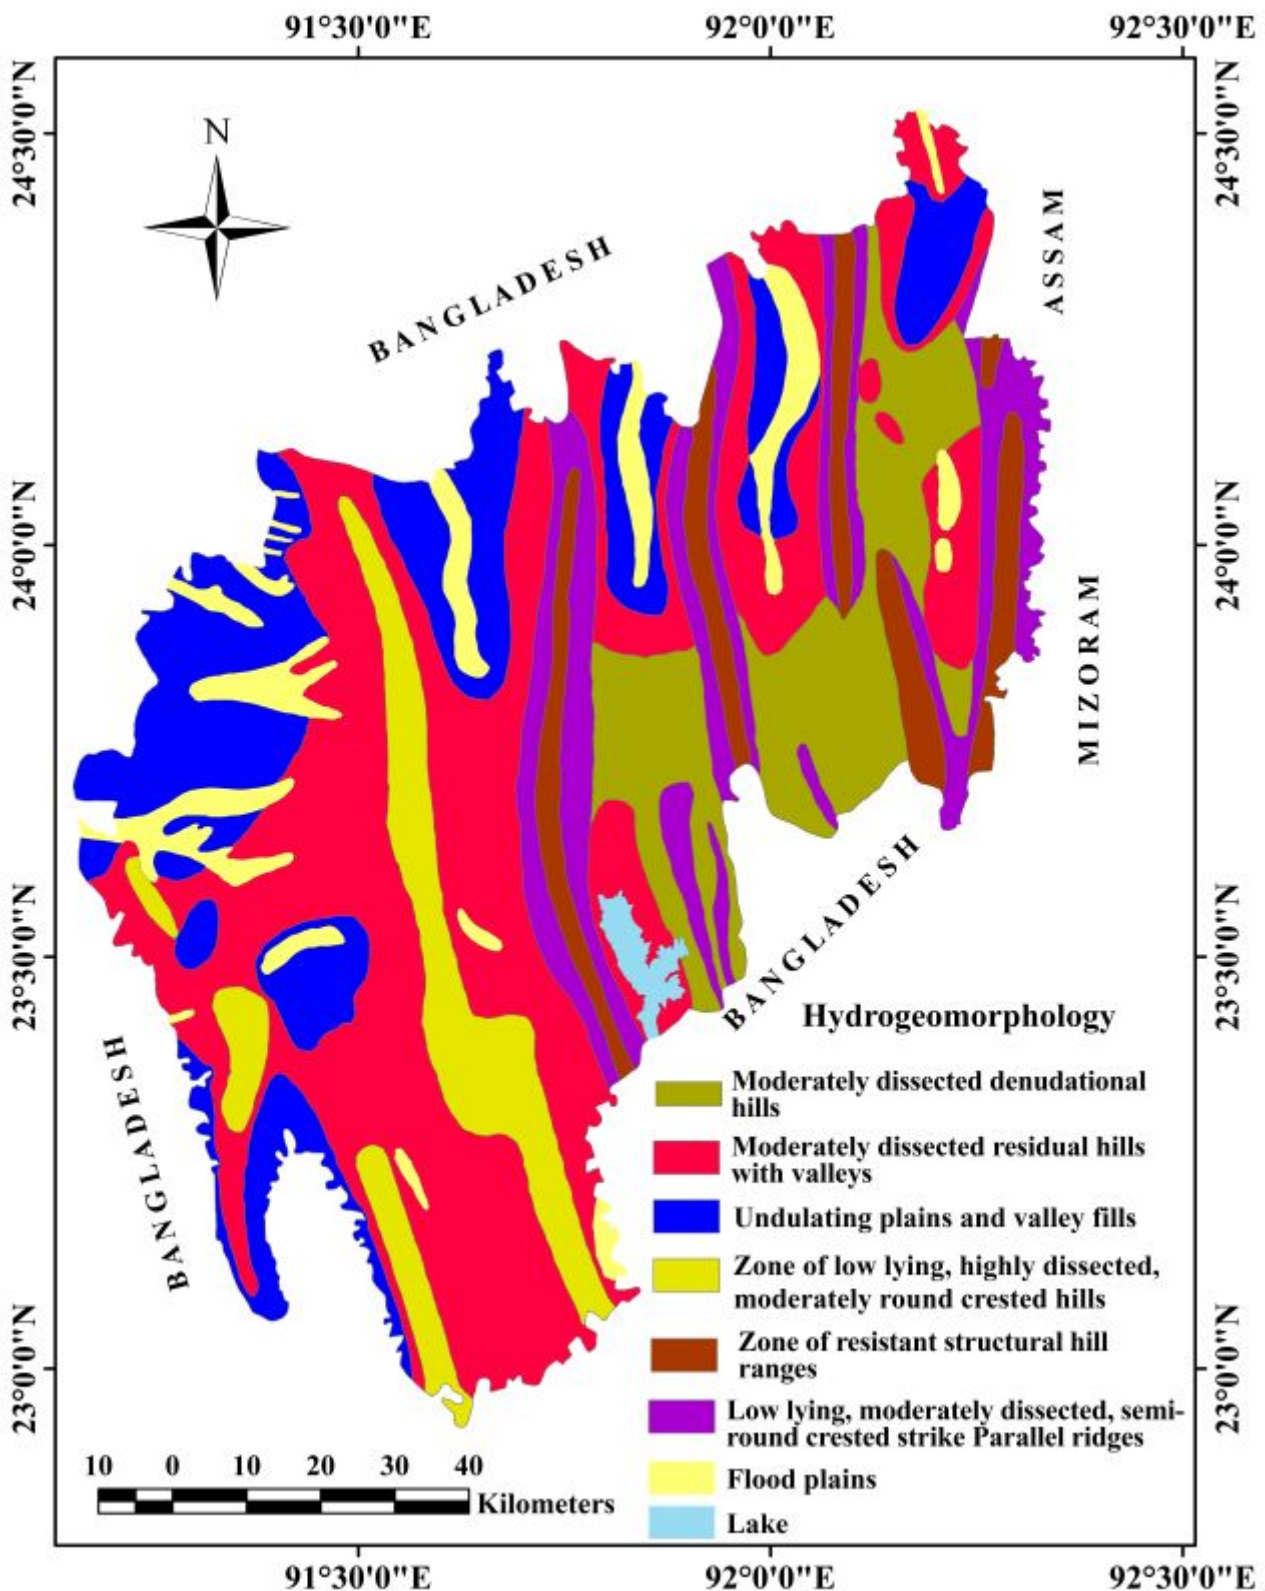 91°30'0"E 92°0'0"E 92°30'0"E
24°30'0"N
24°30'0"N
N
ASSAM
BANGLADESH
24°0'0"N
24°0'0"N
MIZORAM
BANGLADESH
23°30'0"N
23°30'0"N
BANGLADESH
Hydrogeomorphology
Moderately dissected denudational
hills
Moderately dissected residual hills
with valleys
Undulating plains and valley fills
Zone of low lying, highly dissected,
moderately round crested hills
Zone of resistant structural hill
ranges
Low lying, moderately dissected, semi-
round crested strike Parallel ridges
Flood plains
Lake
23°0'0"N
23°0'0"N
10 0 10 20 30 40
Kilometers
91°30'0"E 92°0'0"E 92°30'0"E